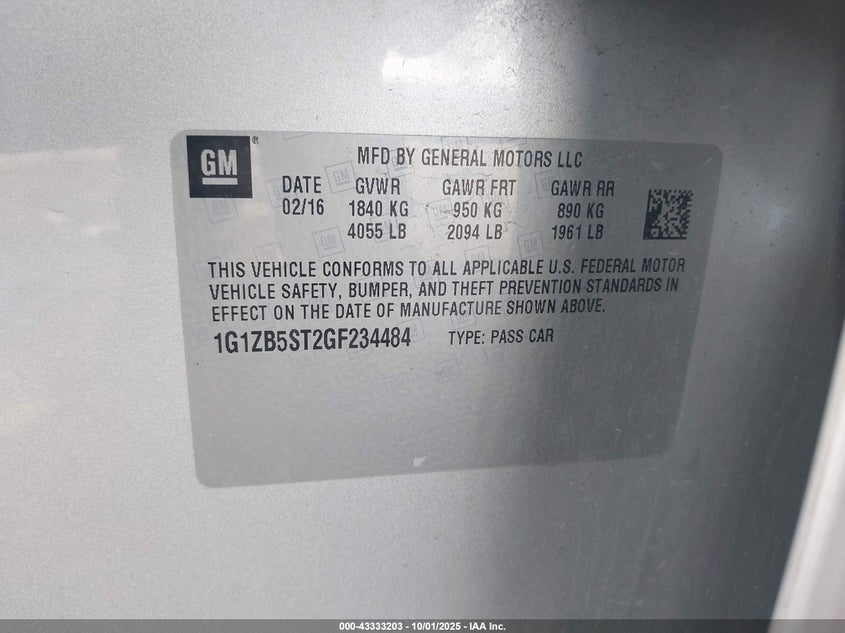 GM ® MFD BY GENERAL MOTORS LLC
DATE GVWR GAWR FRT GAWR RR
02/16 1840 KG 950 KG 890 KG
4055 LB 2094 LB 1961 LB
THIS VEHICLE CONFORMS TO ALL APPLICABLE U.S. FEDERAL MOTOR
VEHICLE SAFETY, BUMPER, AND THEFT PREVENTION STANDARDS IN
EFFECT ON THE DATE OF MANUFACTURE SHOWN ABOVE.
1G1ZB5ST2GF234484 TYPE: PASS CAR
000-43333203 - 10/01/2025 - IAA Inc.